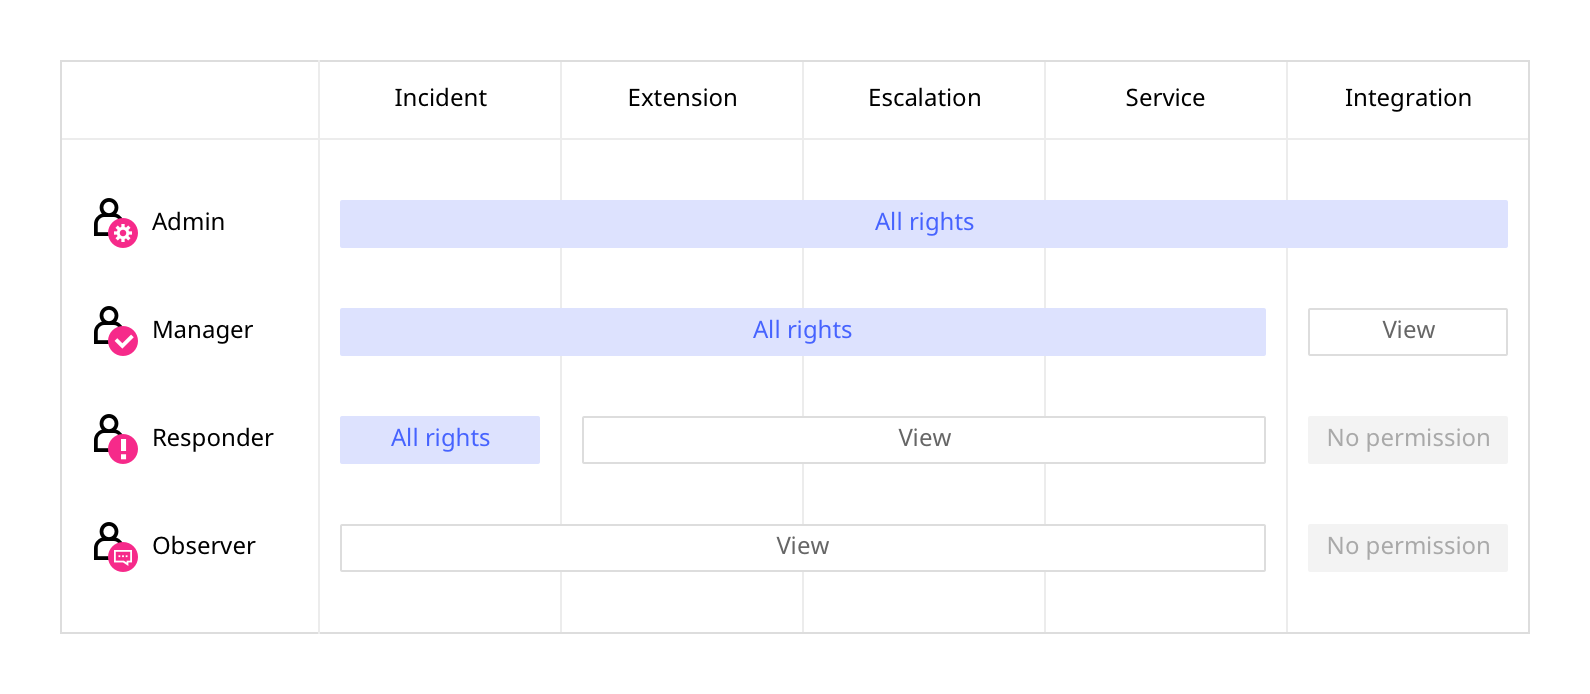 Incident Extension Escalation Service Integration
Admin All rights
Manager All rights View
Responder All rights View No permission
Observer View No permission